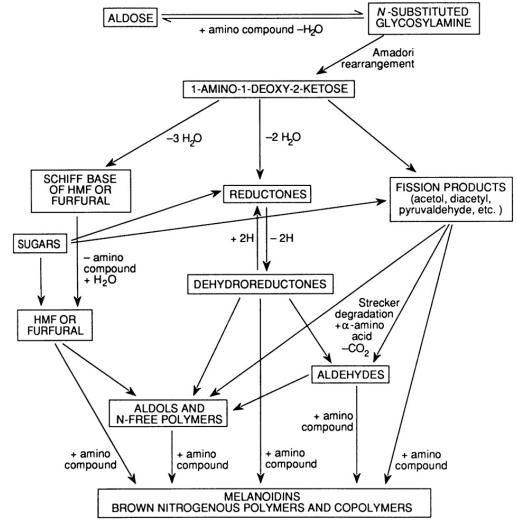 ALDOSE
N-SUBSTITUTED
GLYCOSYLAMINE
+ amino compound –H2O
Amadori
rearrangement
1-AMINO-1-DEOXY-2-KETOSE
–3 H2O
–2 H2O
SCHIFF BASE
OF HMF OR
FURFURAL
REDUCTONES
FISSION PRODUCTS
(acetol, diacetyl,
pyruvaldehyde, etc. )
SUGARS
+ 2H
– 2H
– amino
compound
+ H2O
DEHYDROREDUCTONES
HMF OR
FURFURAL
Strecker
degradation
+α-amino
acid
–CO2
ALDEHYDES
ALDOLS AND
N-FREE POLYMERS
+ amino
compound
+ amino
compound
+ amino
compound
+ amino
compound
+ amino
compound
MELANOIDINS
BROWN NITROGENOUS POLYMERS AND COPOLYMERS